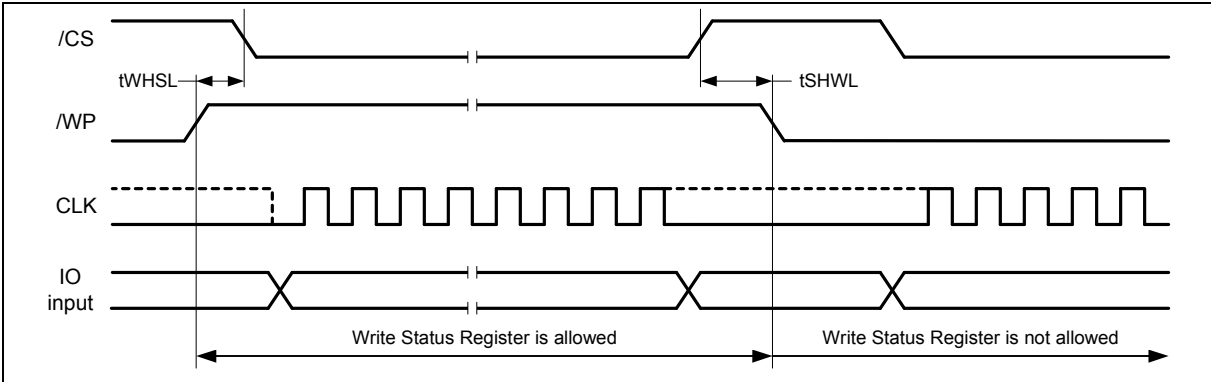 /CS
tWHSL
tSHWL
/WP
CLK
IO
input
Write Status Register is allowed
Write Status Register is not allowed